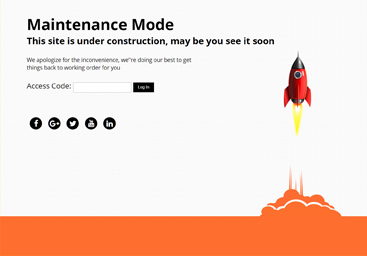 Maintenance Mode
This site is under construction, may be you see it soon
We apologize for the inconvenience, we''re doing our best to get
things back to working order for you
Access Code:
Log In